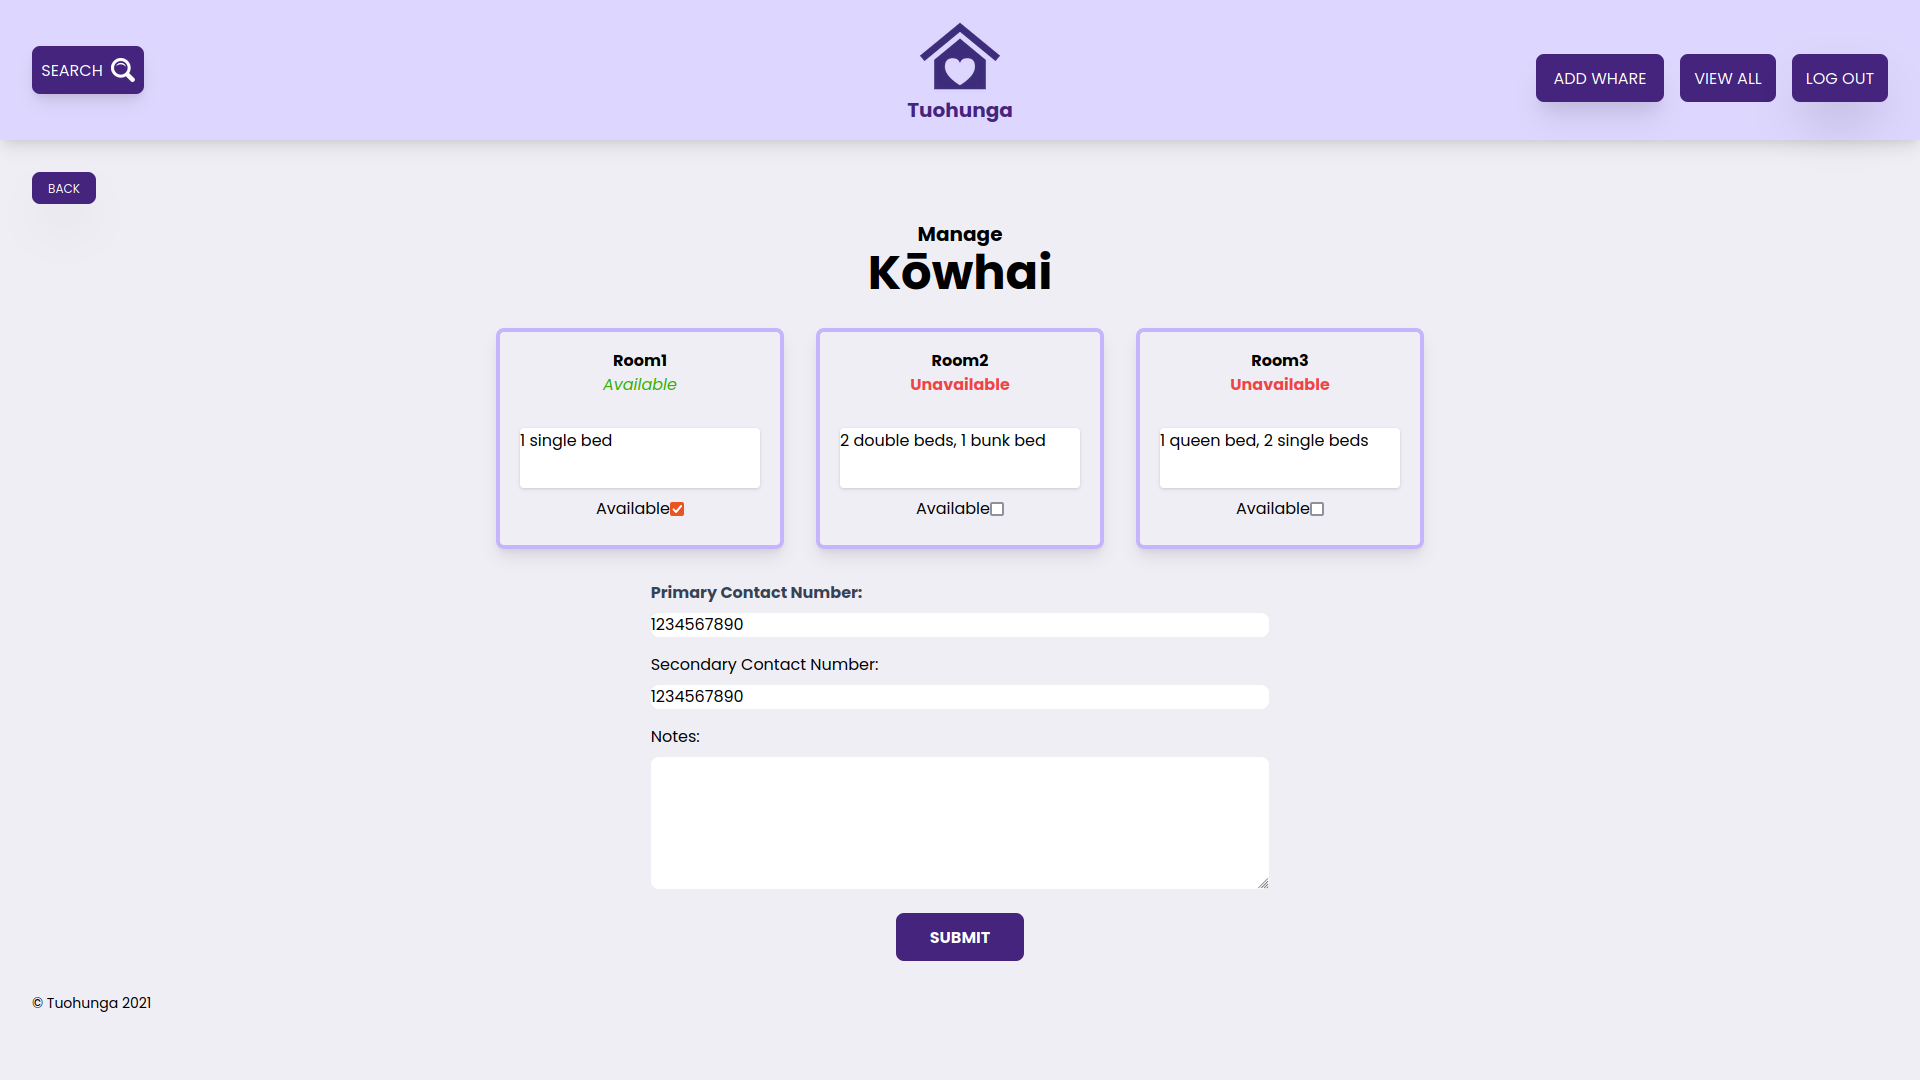 SEARCH
Tuohunga
ADD WHARE
VIEW ALL
LOG OUT
BACK
Manage
Kōwhai
Room1
Available
1 single bed
Available
Room2
Unavailable
2 double beds, 1 bunk bed
Available
Room3
Unavailable
1 queen bed, 2 single beds
Available
Primary Contact Number:
1234567890
Secondary Contact Number:
1234567890
Notes:
SUBMIT
© Tuohunga 2021